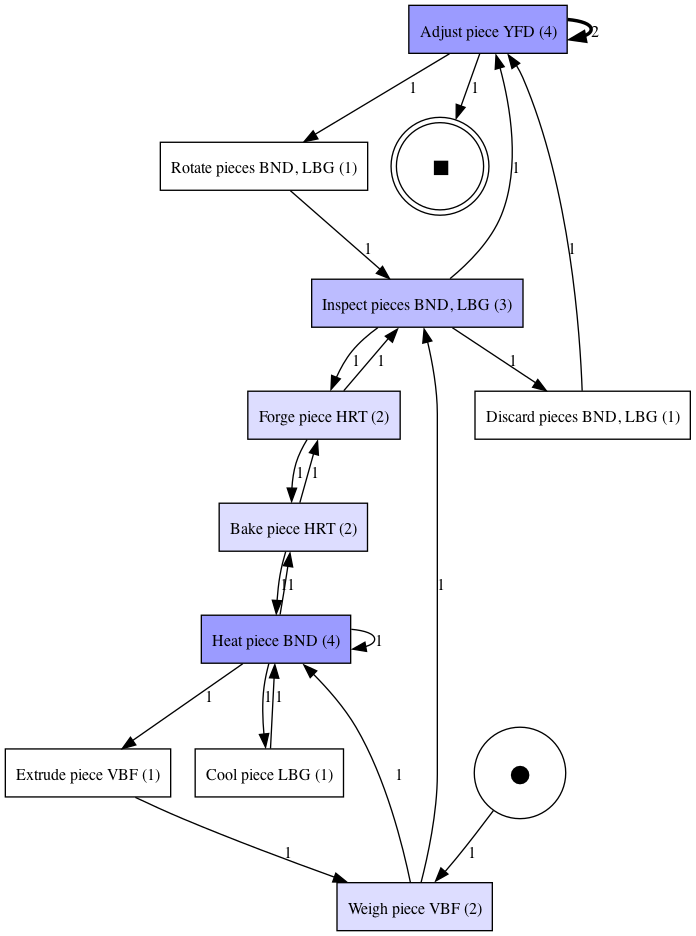 Adjust piece YFD (4)
2
1
1
Rotate pieces BND, LBG (1)
1
1
1
Inspect pieces BND, LBG (3)
1
1
1
Forge piece HRT (2)
Discard pieces BND, LBG (1)
1
1
Bake piece HRT (2)
1
1
1
Heat piece BND (4)
1
1
1
1
Extrude piece VBF (1)
Cool piece LBG (1)
1
1
1
Weigh piece VBF (2)